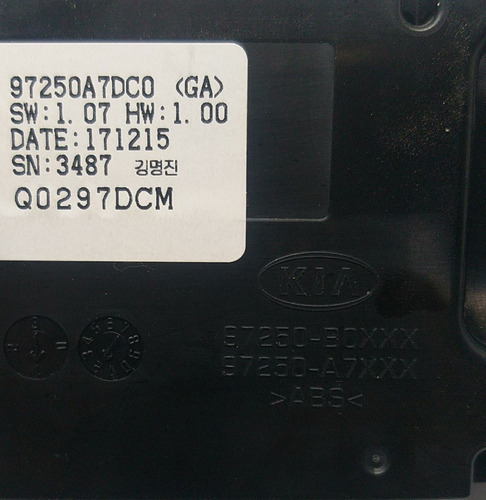 97250A7DC0 (GA)
SW:1.07 HW:1.00
DATE:171215
SN:3487 김명진
Q0297DCM
KIA
97250-B0XXX
97250-A7XXX
>ABS<